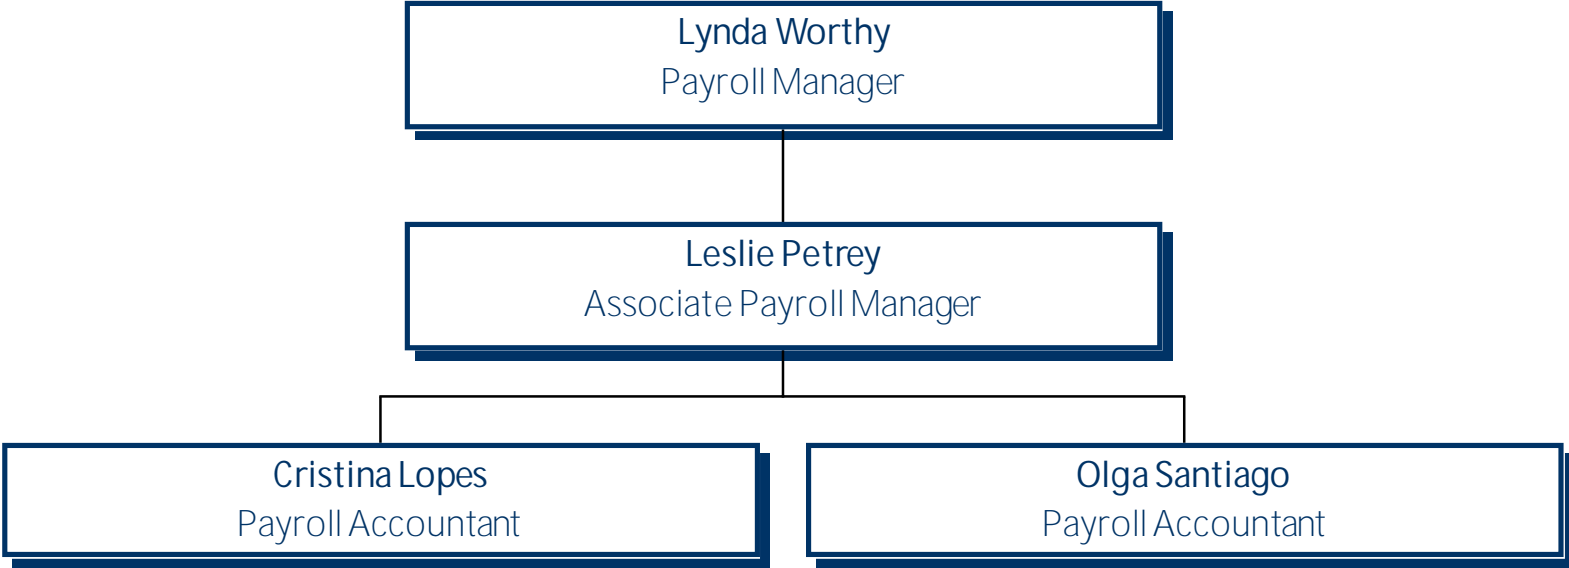 Lynda Worthy
Payroll Manager
Leslie Petrey
Associate Payroll Manager
Cristina Lopes
Payroll Accountant
Olga Santiago
Payroll Accountant